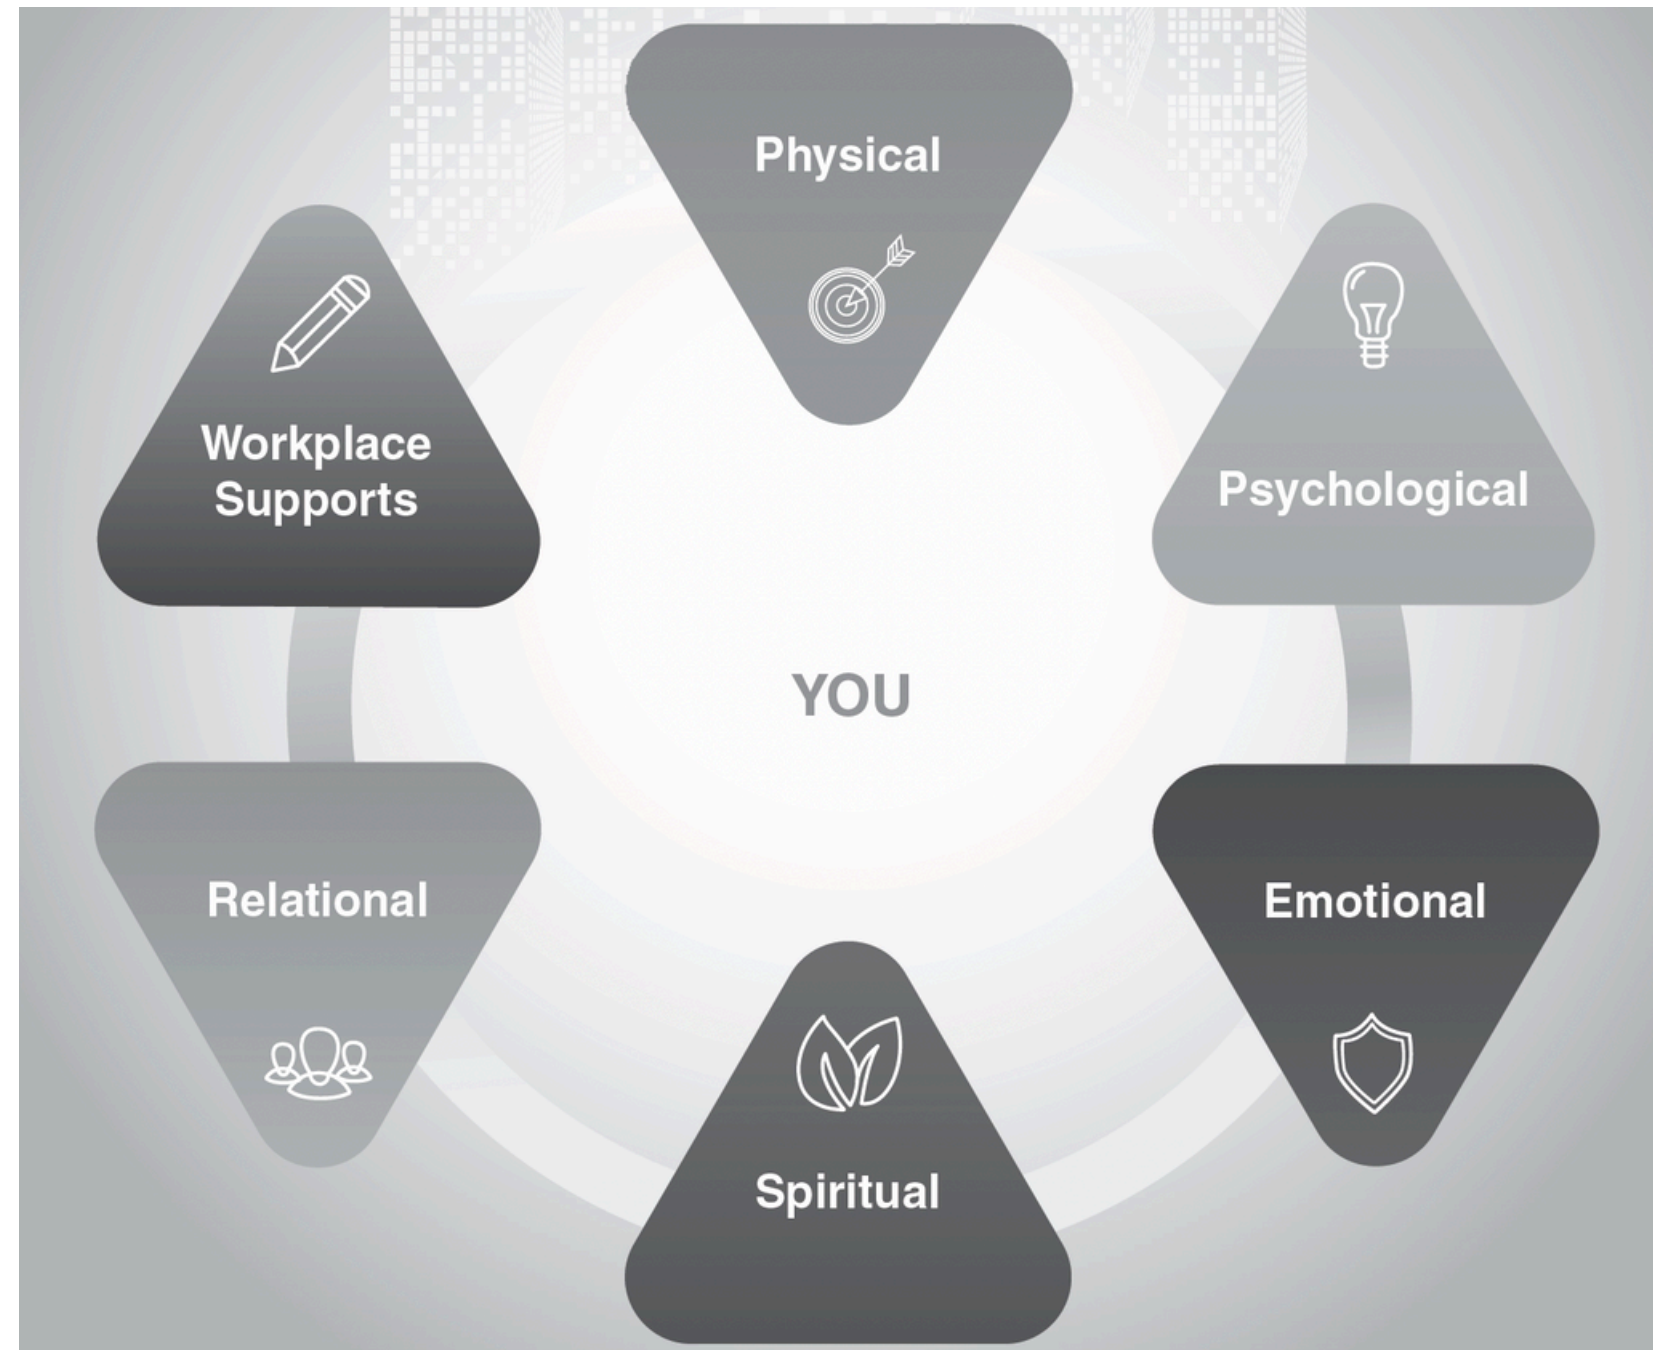 Physical
Psychological
Workplace
Supports
YOU
Relational
Emotional
Spiritual